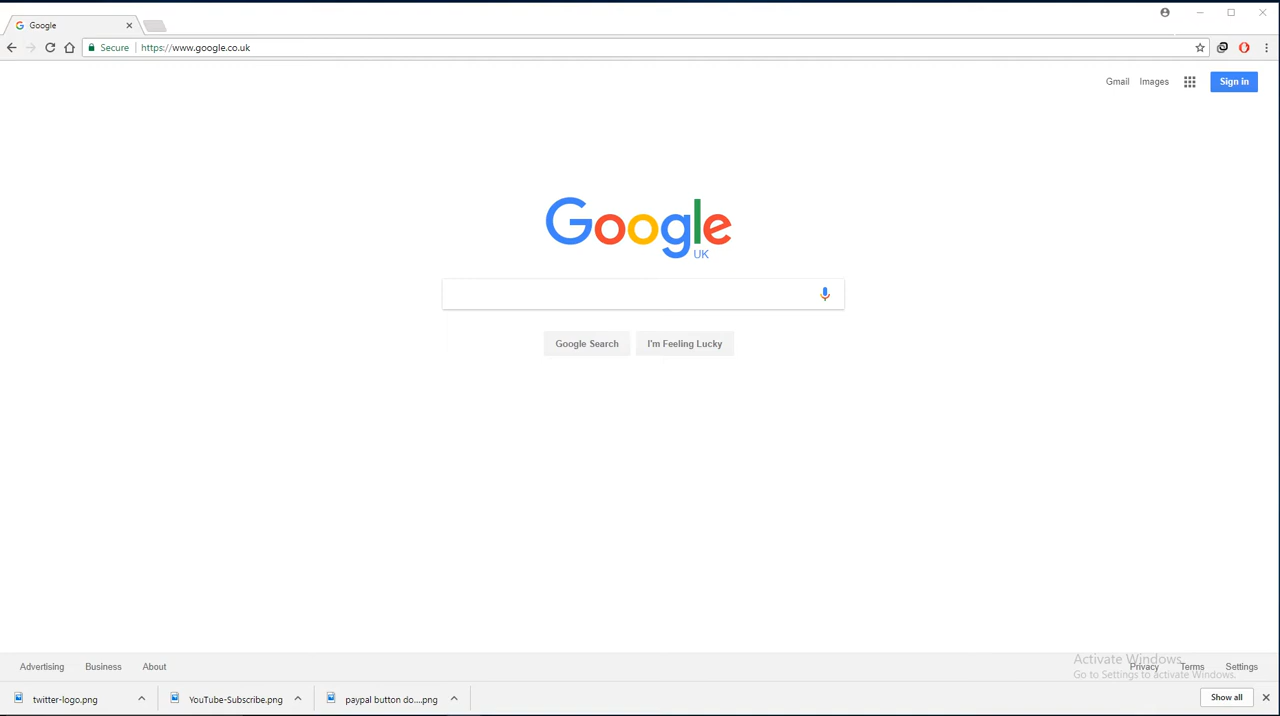 Google
Secure https://www.google.co.uk
Gmail Images Sign in
Google
UK
Google Search I'm Feeling Lucky
Advertising Business About Privacy Terms Settings
Activate Windows
Go to Settings to activate Windows.
twitter-logo.png YouTube-Subscribe.png paypal button do....png Show all